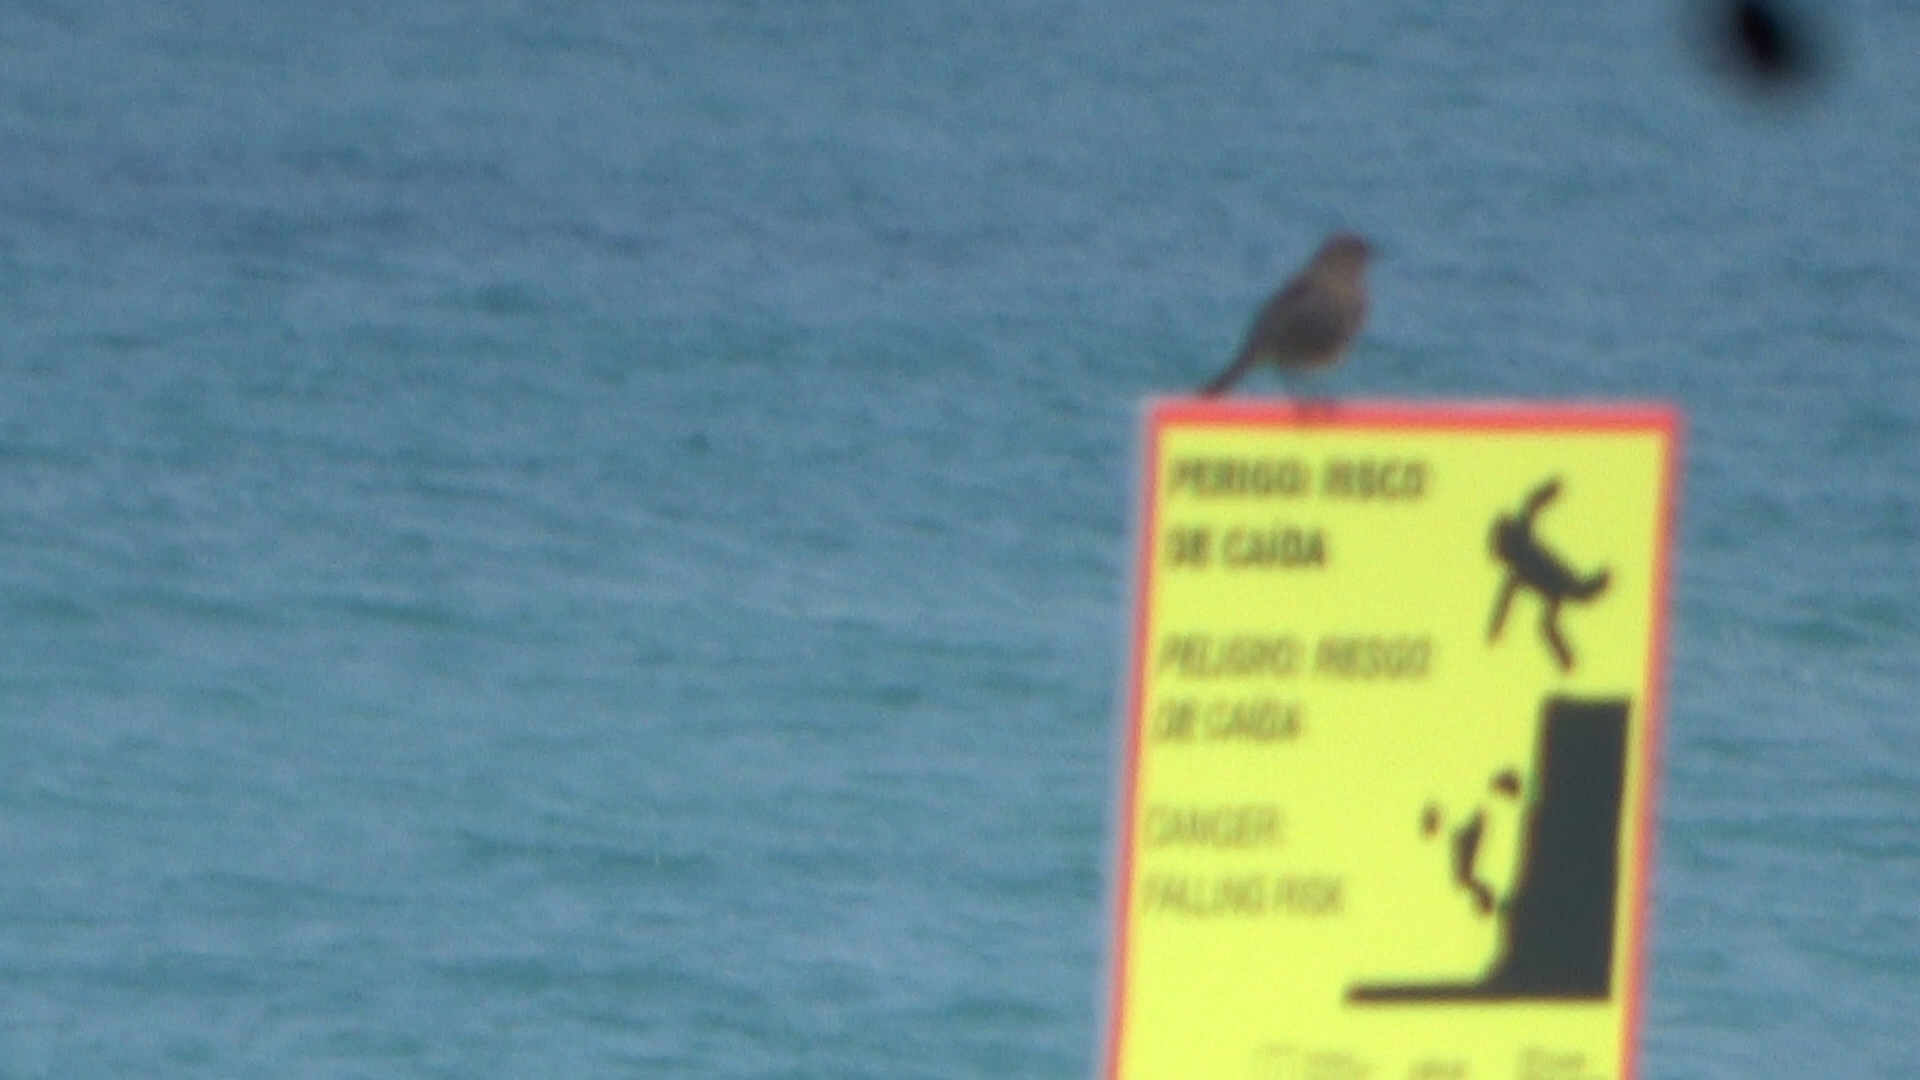 PERIGO: RISCO
DE CAÍDA
PELIGRO: RIESGO
DE CAÍDA
DANGER:
FALLING RISK